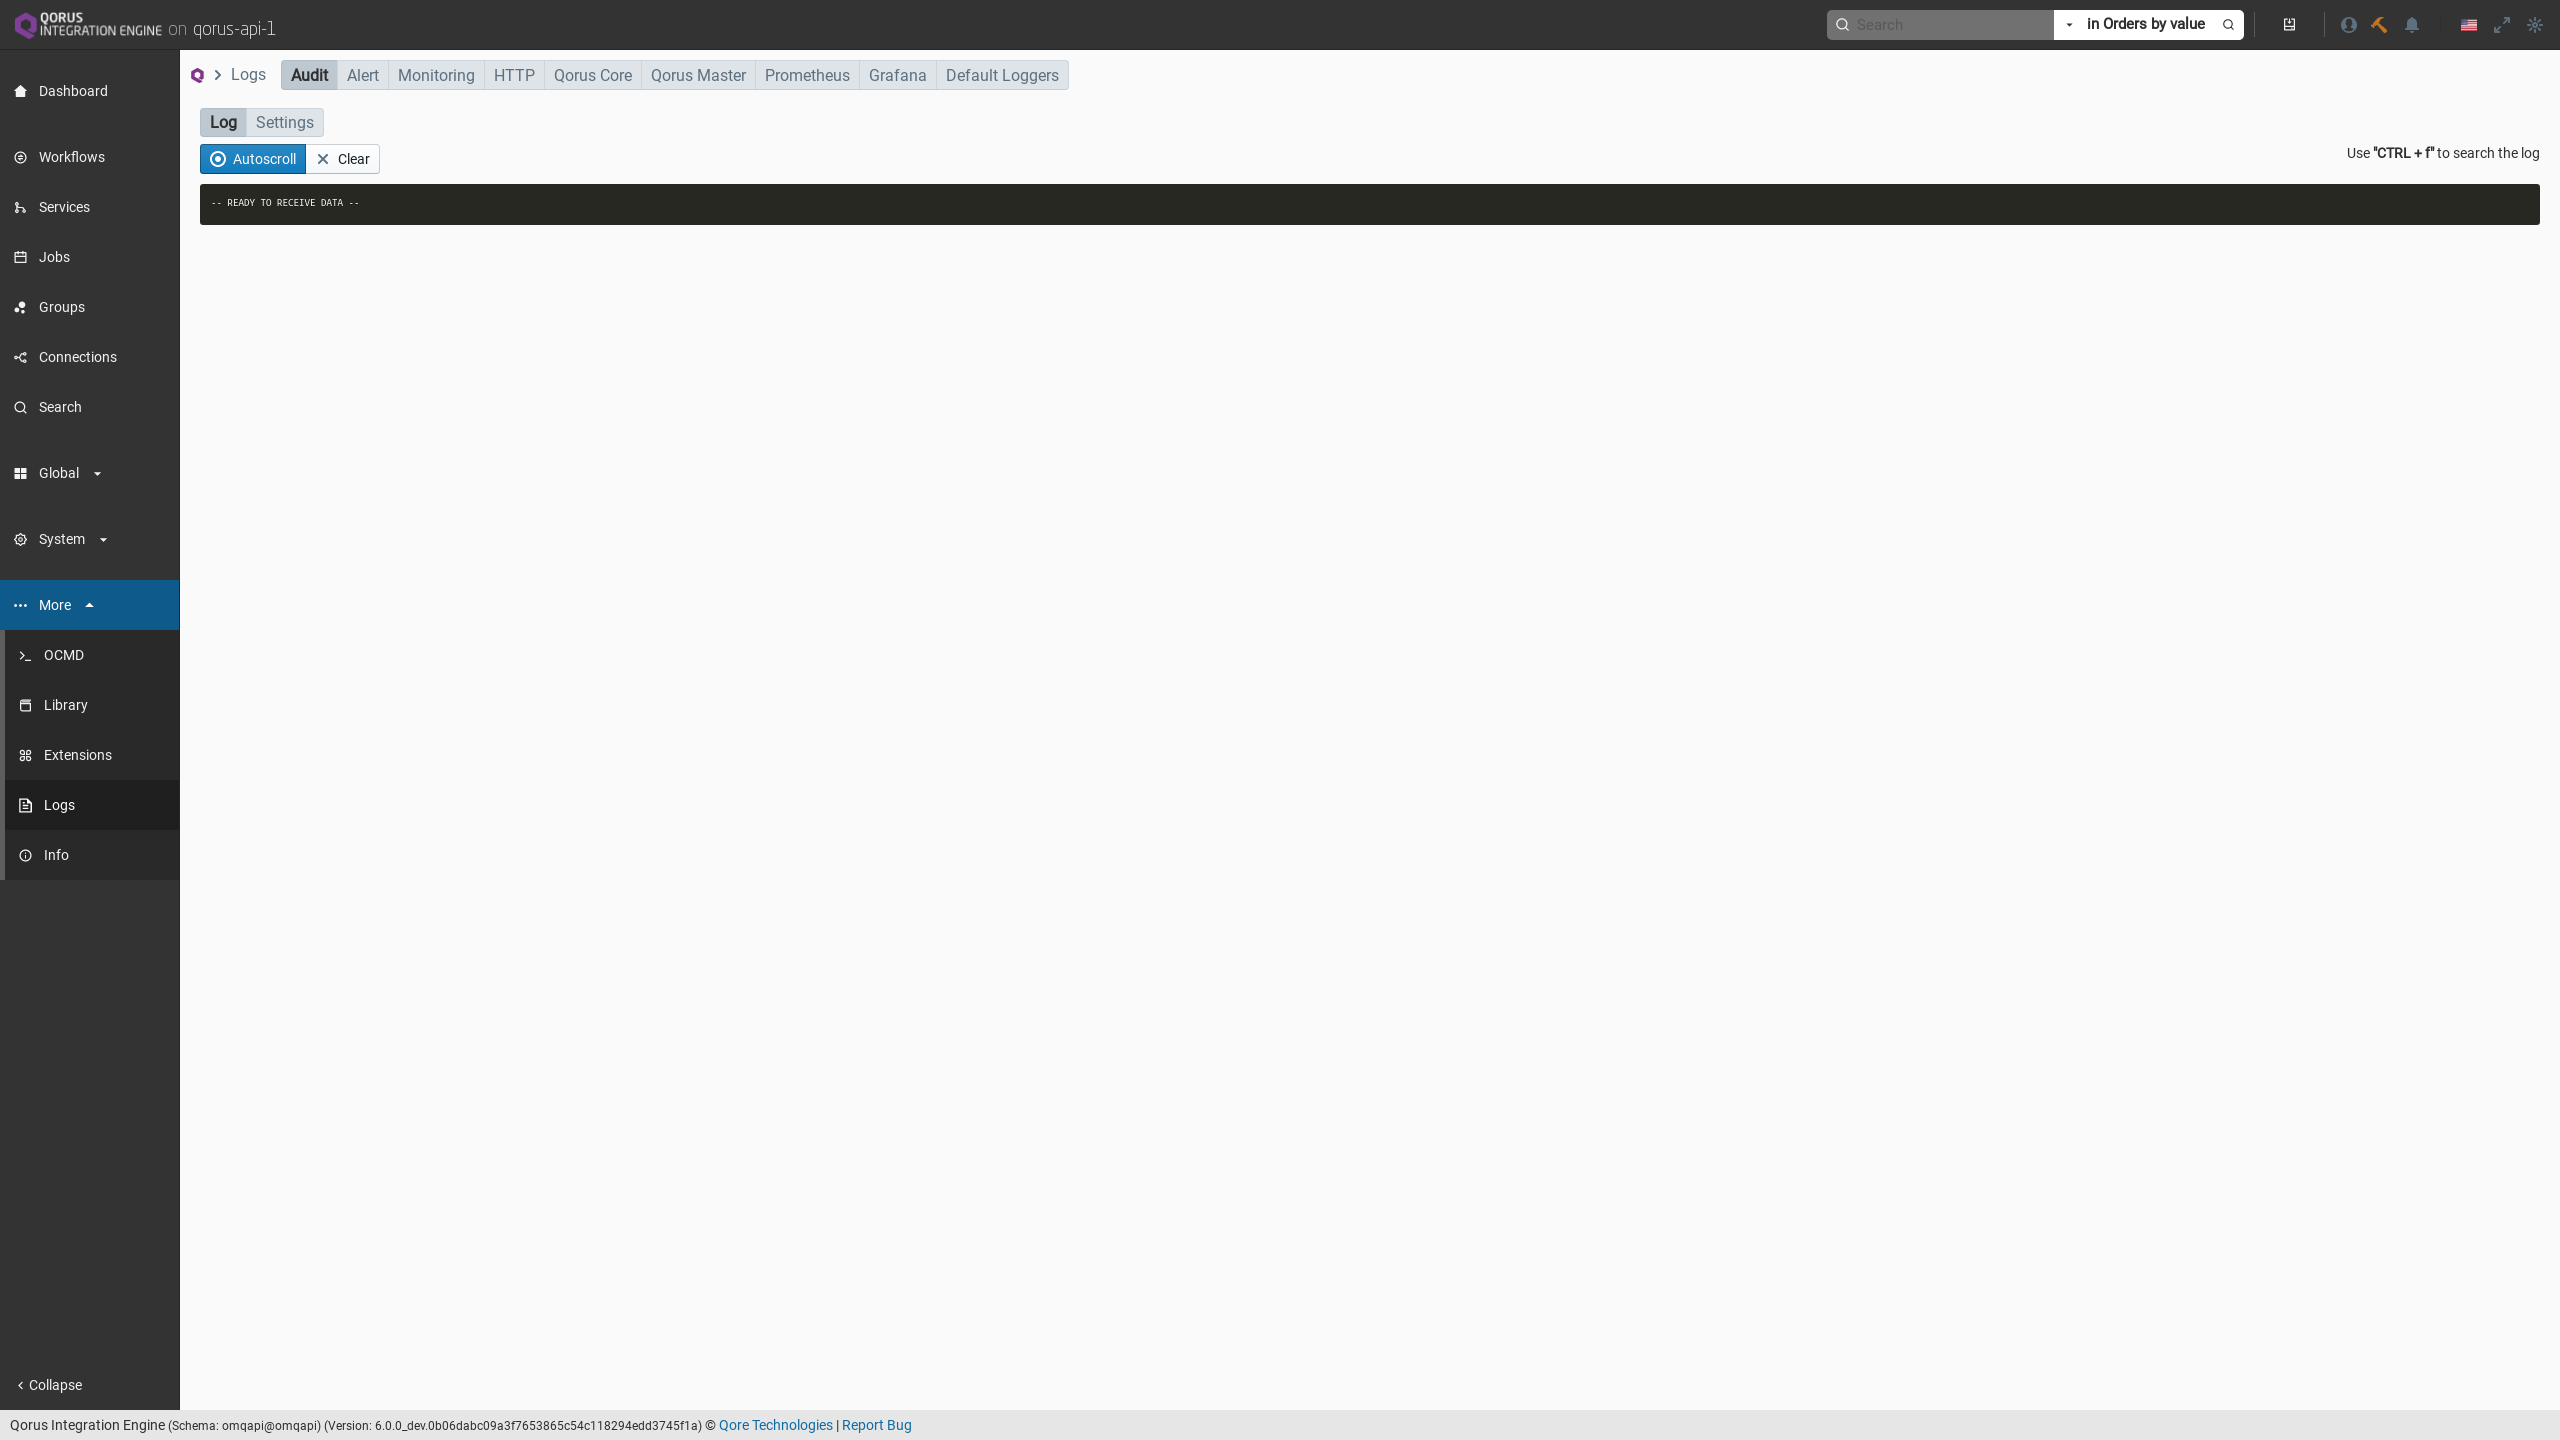 QORUS
INTEGRATION ENGINE on qorus-api-1
Search
in Orders by value
Dashboard
Workflows
Services
Jobs
Groups
Connections
Search
Global
System
More
OCMD
Library
Extensions
Logs
Info
Collapse
Logs
Audit Alert Monitoring HTTP Qorus Core Qorus Master Prometheus Grafana Default Loggers
Log Settings
Autoscroll Clear
Use "CTRL + f" to search the log
-- READY TO RECEIVE DATA --
Qorus Integration Engine (Schema: omqapi@omqapi) (Version: 6.0.0_dev.0b06dabc09a3f7653865c54c118294edd3745f1a) © Qore Technologies | Report Bug